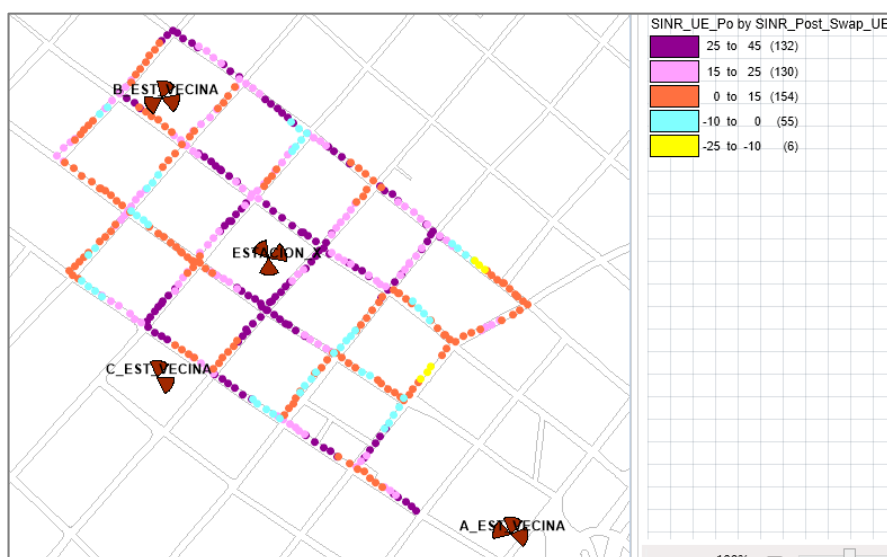 SINR_UE_Po by SINR_Post_Swap_UE
25 to 45 (132)
15 to 25 (130)
0 to 15 (154)
-10 to 0 (55)
-25 to -10 (6)
B_EST_VECINA
ESTACION_X
C_EST_VECINA
A_EST_VECINA